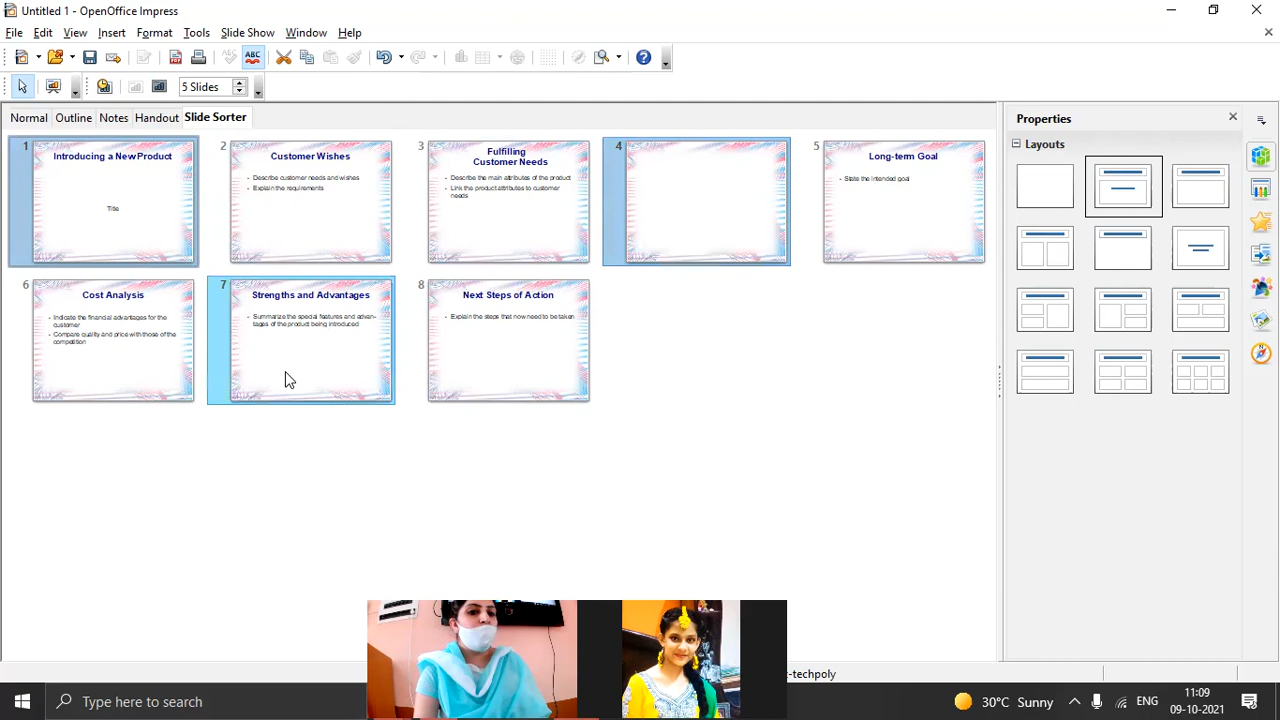 Untitled 1 - OpenOffice Impress
File Edit View Insert Format Tools Slide Show Window Help
ABC ABC
5 Slides
Normal Outline Notes Handout Slide Sorter
Properties
Layouts
1
Introducing a New Product
Title
2
Customer Wishes
- Describe customer needs and wishes
- Explain the requirements
3
Fulfilling
Customer Needs
- Describe the main attributes of the product
- Link the product attributes to customer
needs
4
5
Long-term Goal
- State the intended goal
6
Cost Analysis
- Indicate the financial advantages for the
customer
- Compare quality and price with those of the
competition
7
Strengths and Advantages
- Summarize the special features and advan-
tages of the product being introduced
8
Next Steps of Action
- Explain the steps that now need to be taken
-techpoly
Type here to search
30°C Sunny
ENG
11:09
09-10-2021